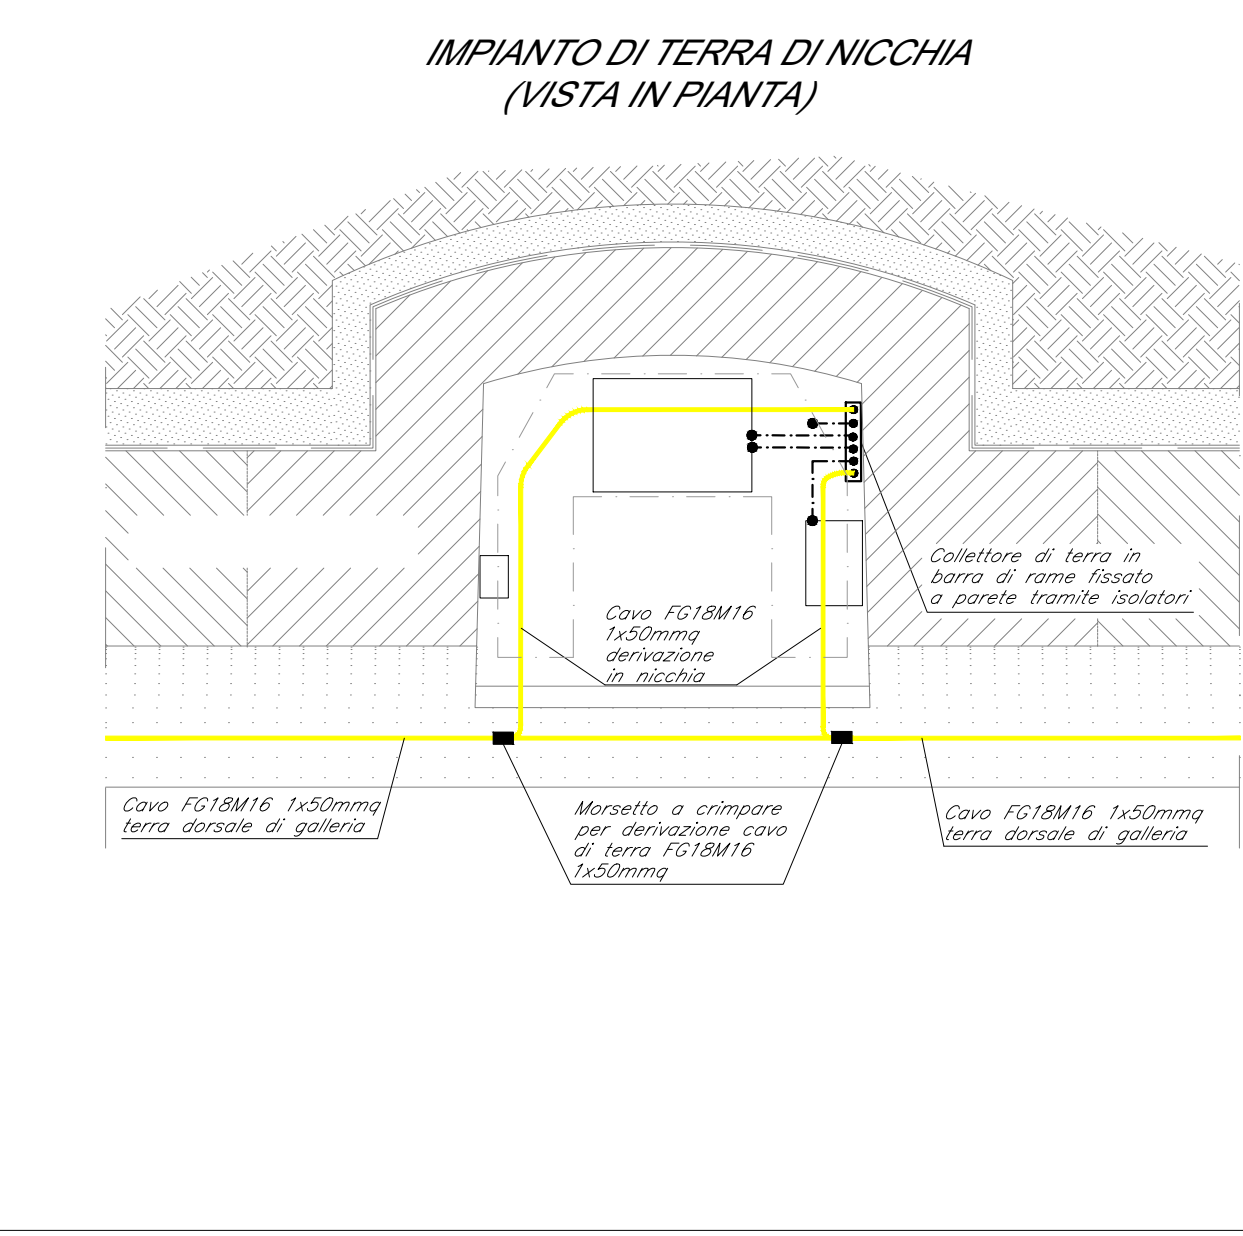 IMPIANTO DI TERRA DI NICCHIA
(VISTA IN PIANTA)
Collettore di terra in
barra di rame fissato
a parete tramite isolatori
Cavo FG18M16
1x50mmq
derivazione
in nicchia
Cavo FG18M16 1x50mmq
terra dorsale di galleria
Morsetto a crimpare
per derivazione cavo
di terra FG18M16
1x50mmq
Cavo FG18M16 1x50mmq
terra dorsale di galleria